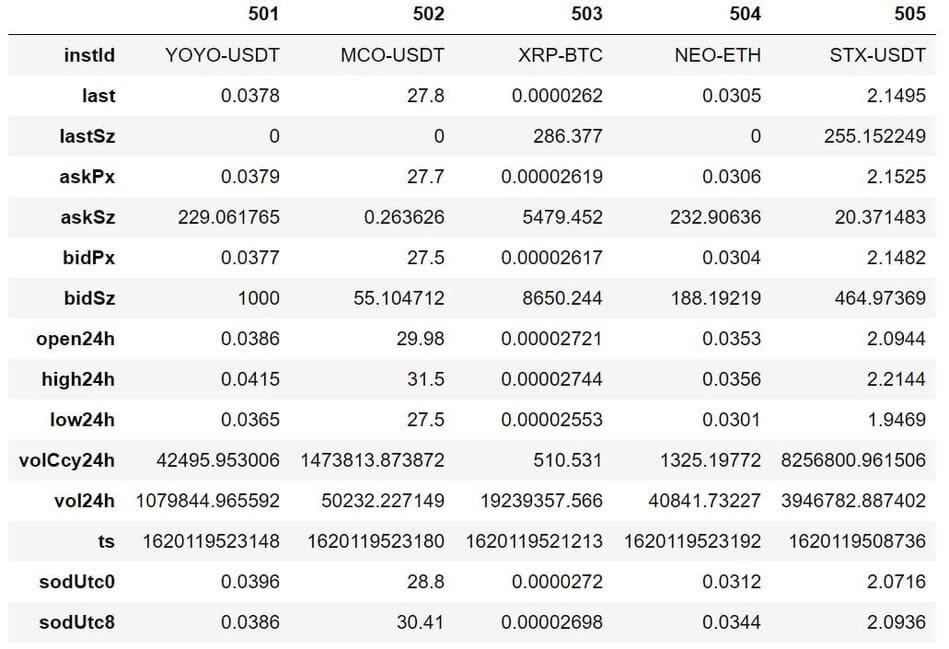 501 502 503 504 505
instId YOYO-USDT MCO-USDT XRP-BTC NEO-ETH STX-USDT
last 0.0378 27.8 0.0000262 0.0305 2.1495
lastSz 0 0 286.377 0 255.152249
askPx 0.0379 27.7 0.00002619 0.0306 2.1525
askSz 229.061765 0.263626 5479.452 232.90636 20.371483
bidPx 0.0377 27.5 0.00002617 0.0304 2.1482
bidSz 1000 55.104712 8650.244 188.19219 464.97369
open24h 0.0386 29.98 0.00002721 0.0353 2.0944
high24h 0.0415 31.5 0.00002744 0.0356 2.2144
low24h 0.0365 27.5 0.00002553 0.0301 1.9469
volCcy24h 42495.953006 1473813.873872 510.531 1325.19772 8256800.961506
vol24h 1079844.965592 50232.227149 19239357.566 40841.73227 3946782.887402
ts 1620119523148 1620119523180 1620119521213 1620119523192 1620119508736
sodUtc0 0.0396 28.8 0.0000272 0.0312 2.0716
sodUtc8 0.0386 30.41 0.00002698 0.0344 2.0936